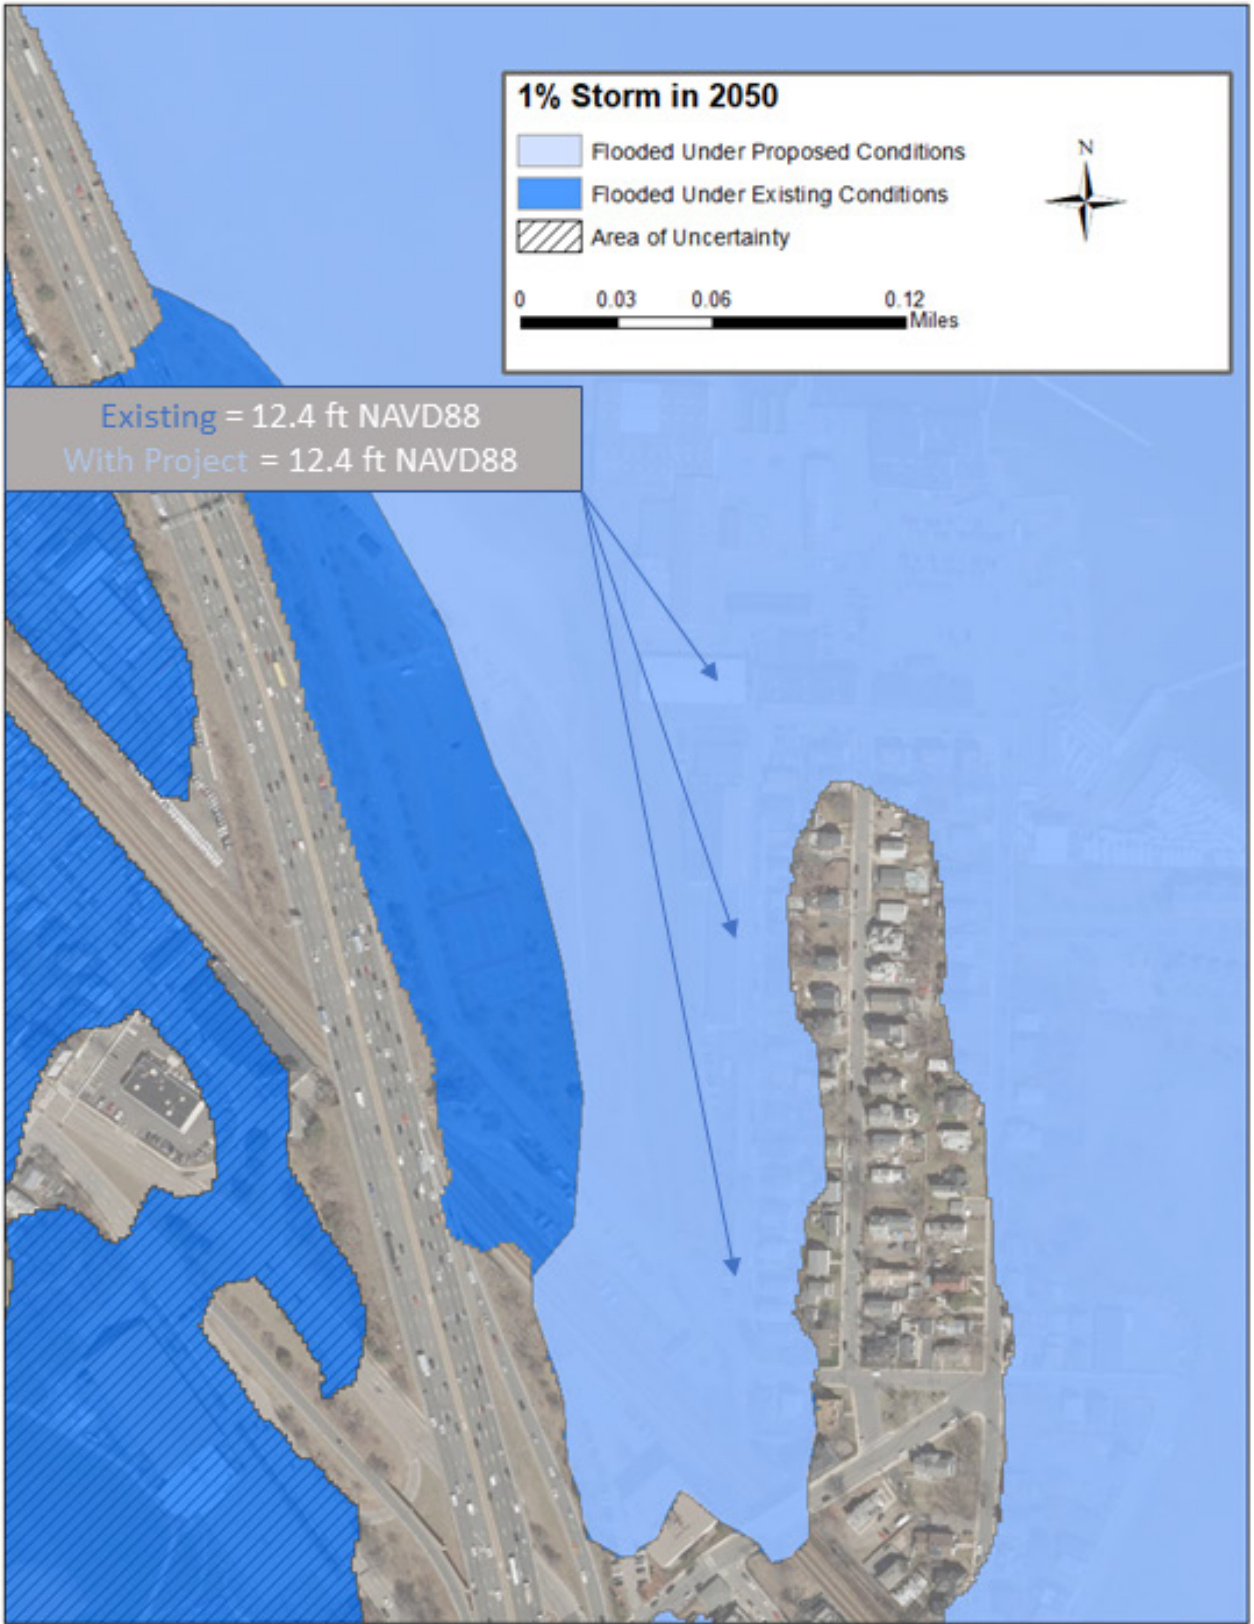 1% Storm in 2050
Flooded Under Proposed Conditions
Flooded Under Existing Conditions
Area of Uncertainty
N
0 0.03 0.06 0.12
Miles
Existing = 12.4 ft NAVD88
With Project = 12.4 ft NAVD88